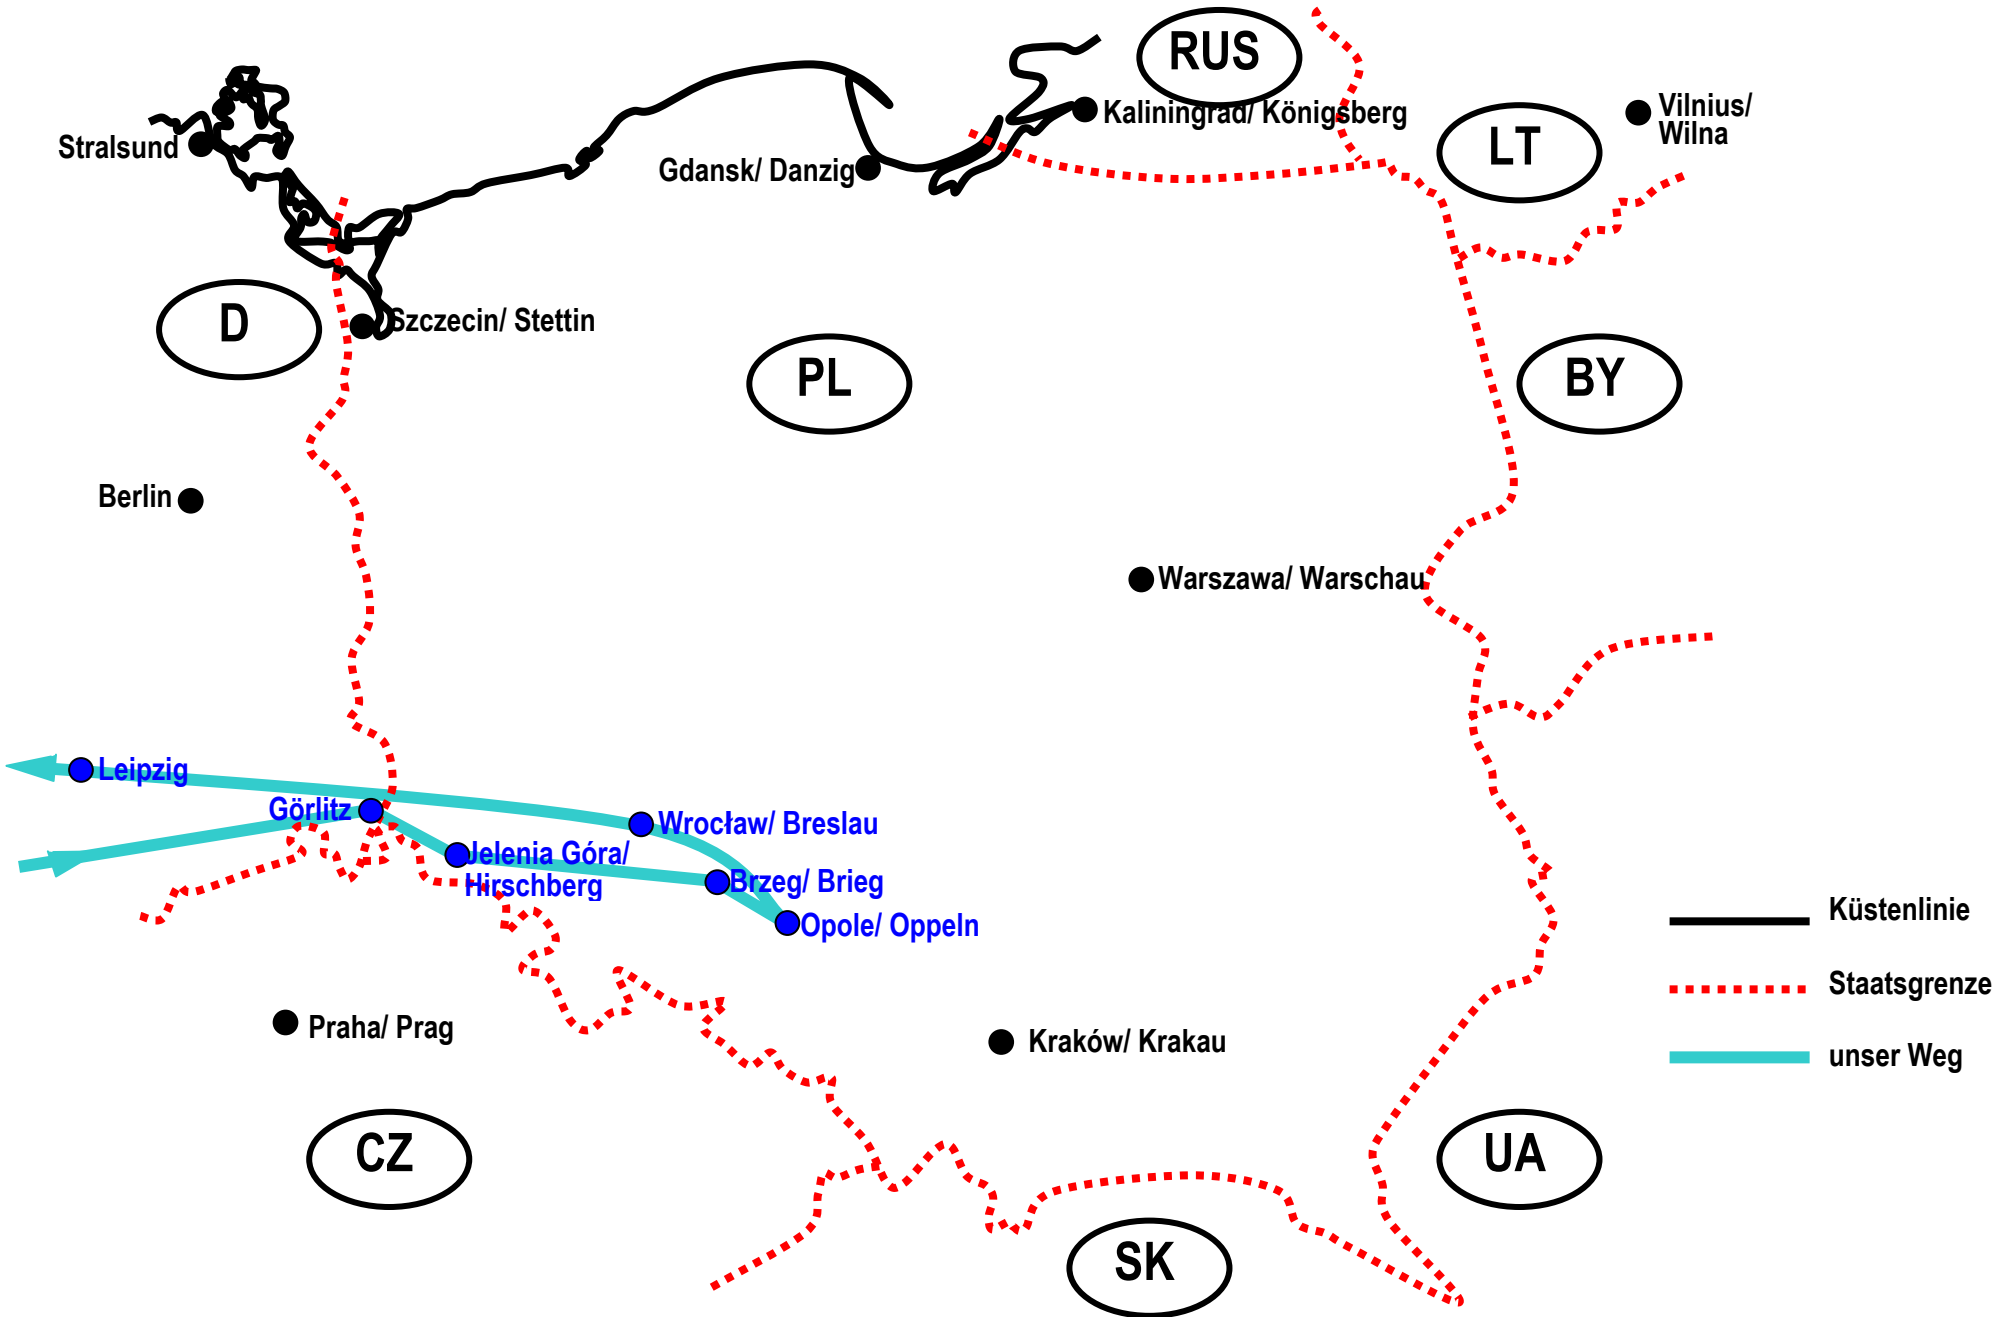 RUS
Kaliningrad/ Königsberg
Vilnius/
Wilna
LT
Stralsund
Gdansk/ Danzig
D
Szczecin/ Stettin
PL
BY
Berlin
Warszawa/ Warschau
Leipzig
Görlitz
Wrocław/ Breslau
Jelenia Góra/
Hirschberg
Brzeg/ Brieg
Opole/ Oppeln
Küstenlinie
Staatsgrenze
unser Weg
Praha/ Prag
Kraków/ Krakau
CZ
UA
SK